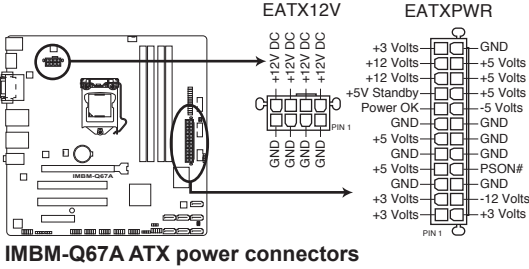 EATX12V
+12V DC
+12V DC
+12V DC
+12V DC
GND
GND
GND
GND
PIN 1
EATXPWR
+3 Volts GND
+12 Volts +5 Volts
+12 Volts +5 Volts
+5V Standby +5 Volts
Power OK -5 Volts
GND GND
+5 Volts GND
GND GND
+5 Volts PSON#
GND GND
+3 Volts -12 Volts
+3 Volts +3 Volts
PIN 1
IMBM-Q67A
IMBM-Q67A ATX power connectors